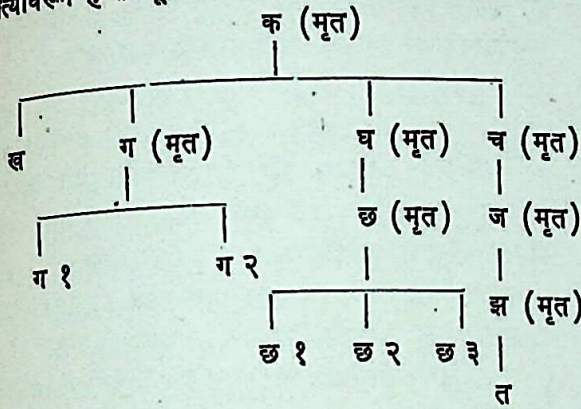 क (मृत)
ख ग (मृत) घ (मृत) च (मृत)
छ (मृत) ज (मृत)
ग १ ग २ झ (मृत)
छ १ छ २ छ ३
त